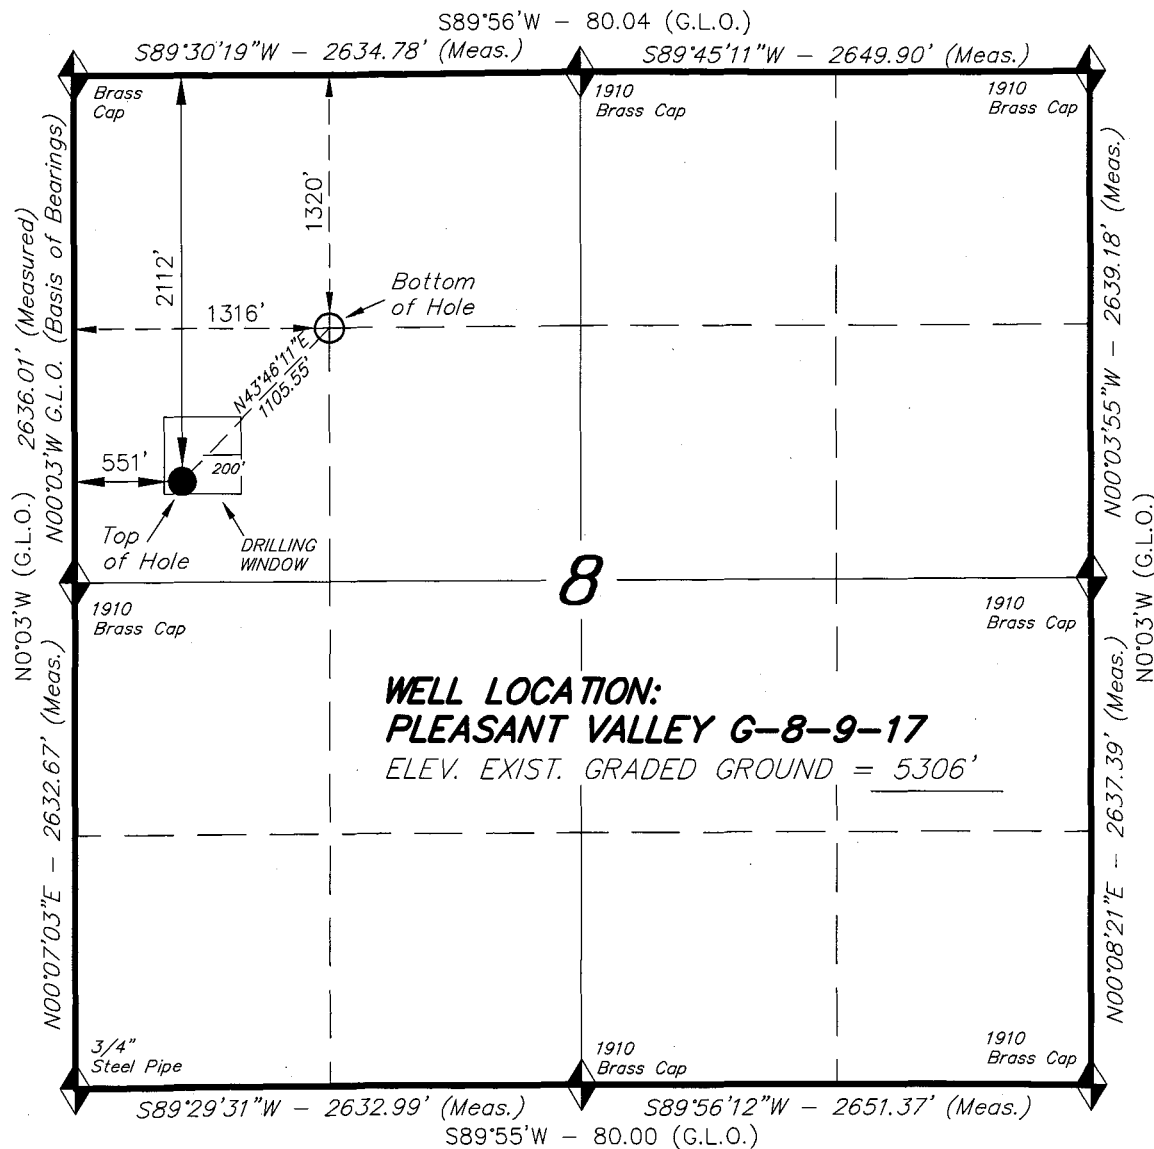 S89°56'W – 80.04 (G.L.O.)
S89°30'19"W – 2634.78' (Meas.)
S89°45'11"W – 2649.90' (Meas.)
Brass
Cap
1910
Brass Cap
1910
Brass Cap
2636.01' (Measured)
N00°03'W G.L.O. (Basis of Bearings)
N0°03'W (G.L.O.)
N00°03'55"W – 2639.18' (Meas.)
N0°03'W (G.L.O.)
2112'
1320'
1316'
Bottom
of Hole
N43°46'11"E
1105.55'
551'
200'
Top
of Hole
DRILLING
WINDOW
8
1910
Brass Cap
1910
Brass Cap
WELL LOCATION:
PLEASANT VALLEY G–8–9–17
ELEV. EXIST. GRADED GROUND = 5306'
N00°07'03"E – 2632.67' (Meas.)
N00°08'21"E – 2637.39' (Meas.)
3/4"
Steel Pipe
1910
Brass Cap
1910
Brass Cap
S89°29'31"W – 2632.99' (Meas.)
S89°56'12"W – 2651.37' (Meas.)
S89°55'W – 80.00 (G.L.O.)